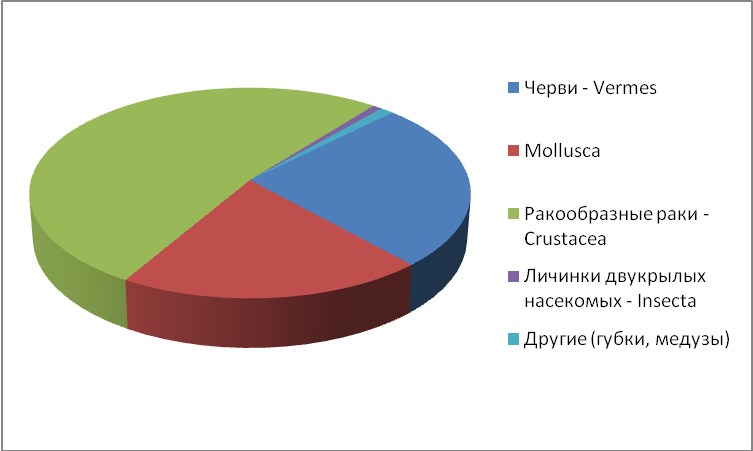 Черви - Vermes
Mollusca
Ракообразные раки -
Crustacea
Личинки двукрылых
насекомых - Insecta
Другие (губки, медузы)